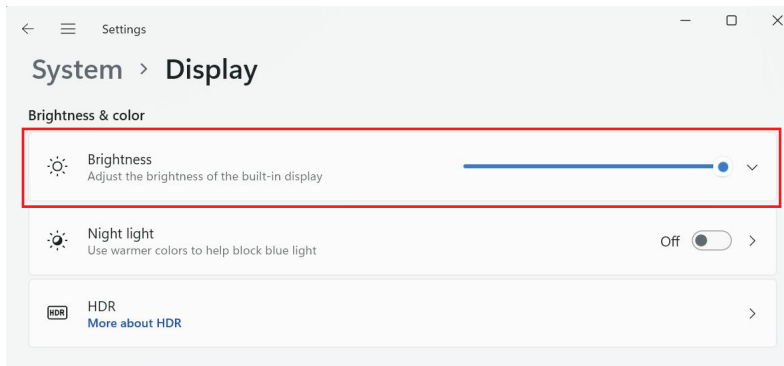 Settings
System > Display
Brightness & color
Brightness
Adjust the brightness of the built-in display
Night light
Use warmer colors to help block blue light
Off
HDR
HDR
More about HDR